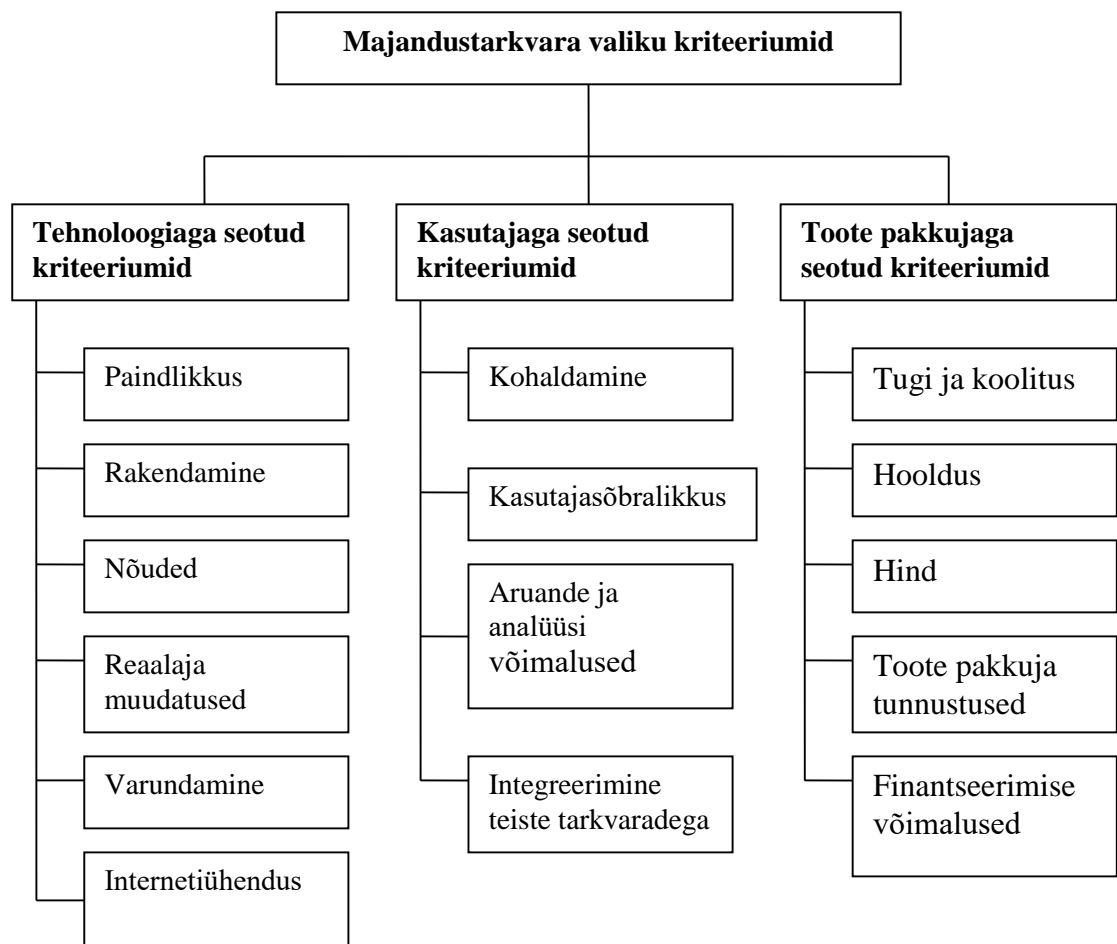 Majandustarkvara valiku kriteeriumid
Tehnoloogiaga seotud
kriteeriumid
Paindlikkus
Rakendamine
Nõuded
Reaalaja
muudatused
Varundamine
Internetiühendus
Kasutajaga seotud
kriteeriumid
Kohaldamine
Kasutajasõbralikkus
Aruande ja
analüüsi
võimalused
Integreerimine
teiste tarkvaradega
Toote pakkujaga
seotud kriteeriumid
Tugi ja koolitus
Hooldus
Hind
Toote pakkuja
tunnustused
Finantseerimise
võimalused